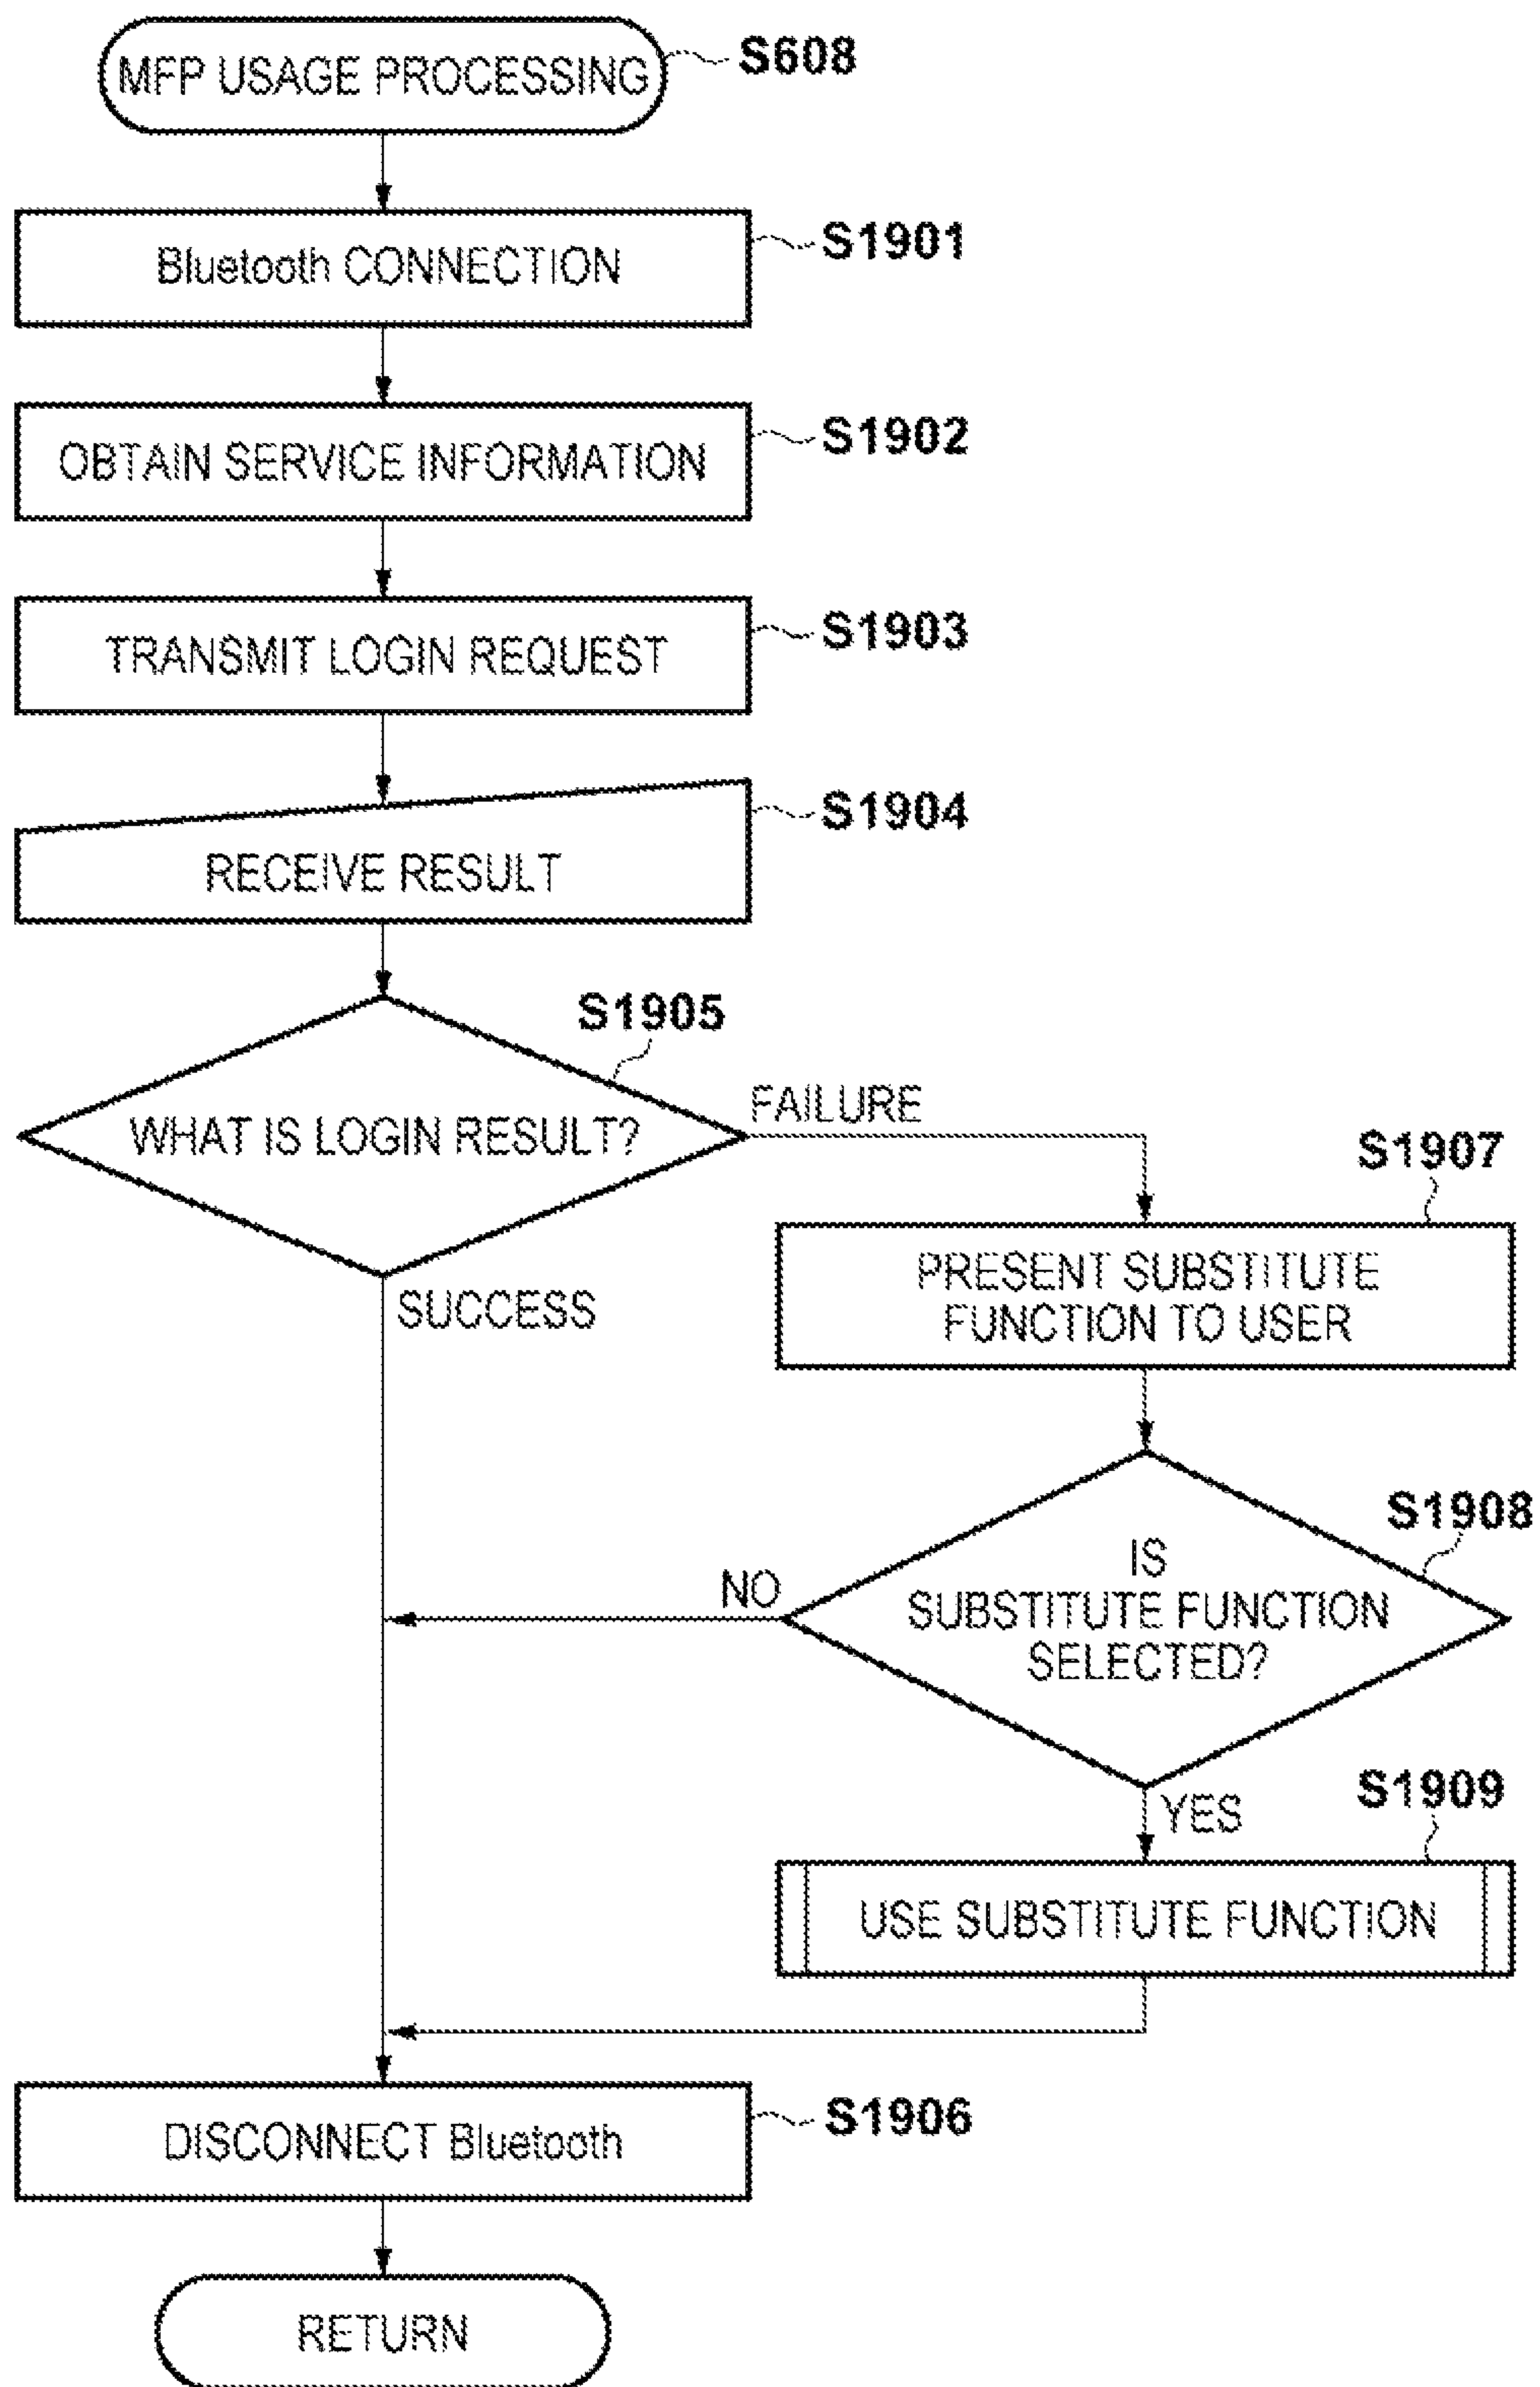 MFP USAGE PROCESSING
S608
Bluetooth CONNECTION
S1901
OBTAIN SERVICE INFORMATION
S1902
TRANSMIT LOGIN REQUEST
S1903
RECEIVE RESULT
S1904
S1905
WHAT IS LOGIN RESULT?
FAILURE
SUCCESS
S1907
PRESENT SUBSTITUTE
FUNCTION TO USER
S1908
IS
SUBSTITUTE FUNCTION
SELECTED?
NO
YES
S1909
USE SUBSTITUTE FUNCTION
DISCONNECT Bluetooth
S1906
RETURN